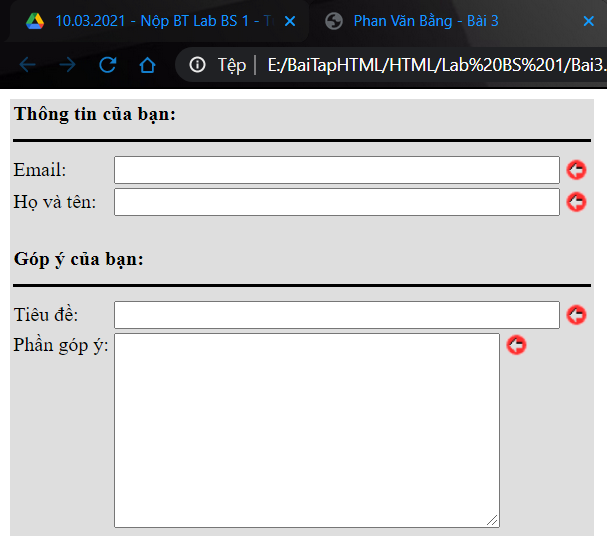 10.03.2021 - Nộp BT Lab BS 1 - T
Phan Văn Bằng - Bài 3
Tệp
E:/BaiTapHTML/HTML/Lab%20BS%201/Bai3.
Thông tin của bạn:
Email:
Họ và tên:
Góp ý của bạn:
Tiêu đề:
Phần góp ý: